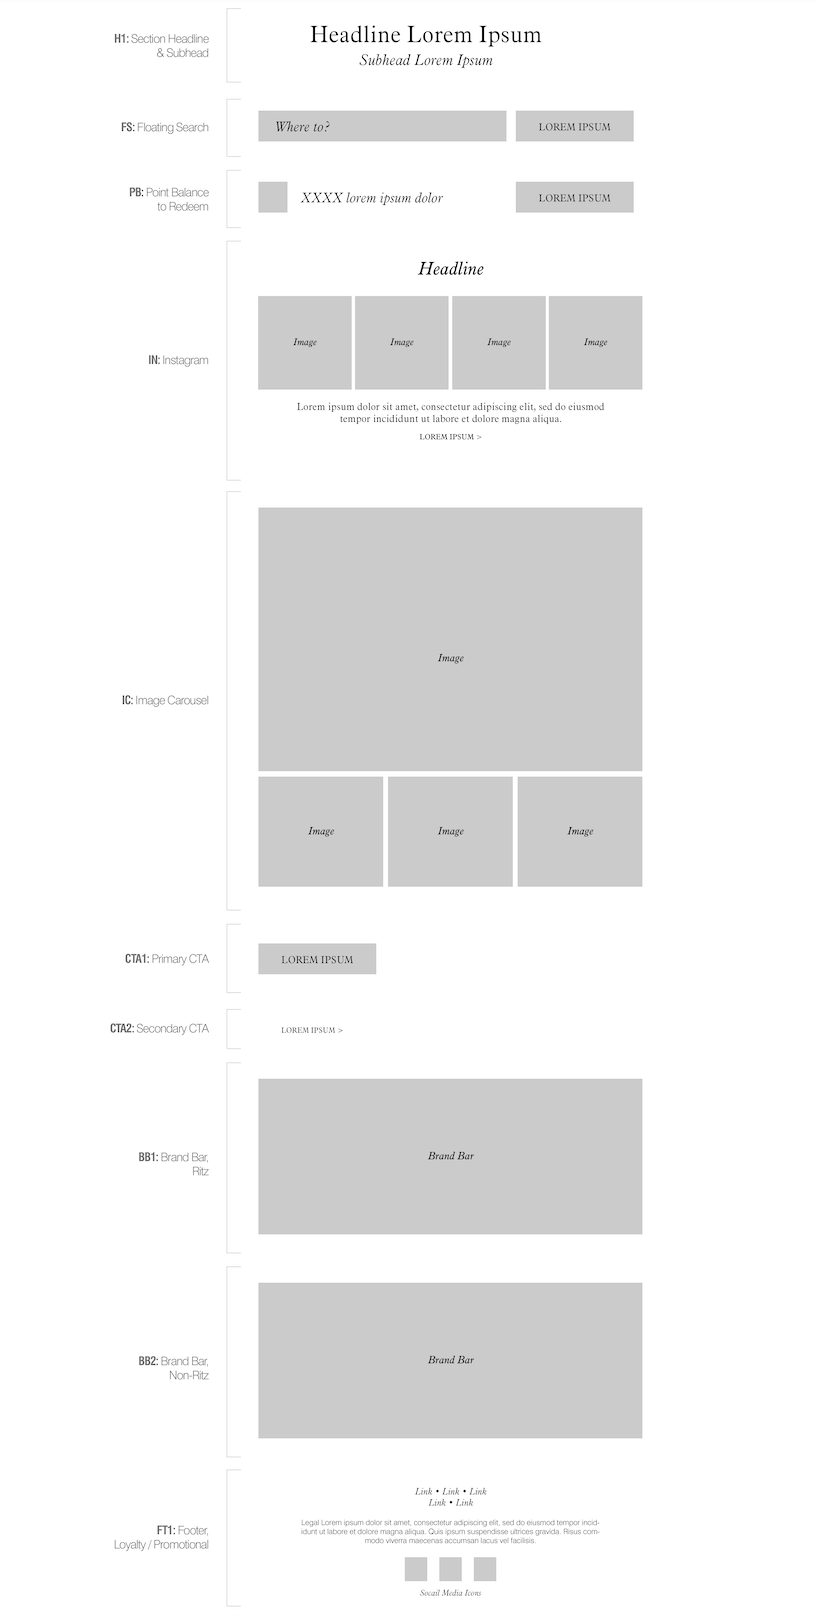 H1: Section Headline
& Subhead
Headline Lorem Ipsum
Subhead Lorem Ipsum
FS: Floating Search
Where to?
LOREM IPSUM
PB: Point Balance
to Redeem
XXXX lorem ipsum dolor
LOREM IPSUM
IN: Instagram
Headline
Image
Image
Image
Image
Lorem ipsum dolor sit amet, consectetur adipiscing elit, sed do eiusmod
tempor incididunt ut labore et dolore magna aliqua.
LOREM IPSUM >
IC: Image Carousel
Image
Image
Image
Image
CTA1: Primary CTA
LOREM IPSUM
CTA2: Secondary CTA
LOREM IPSUM >
BB1: Brand Bar,
Ritz
Brand Bar
BB2: Brand Bar,
Non-Ritz
Brand Bar
FT1: Footer,
Loyalty / Promotional
Link • Link • Link
Link • Link
Legal Lorem ipsum dolor sit amet, consectetur adipiscing elit, sed do eiusmod tempor incid-
idunt ut labore et dolore magna aliqua. Quis ipsum suspendisse ultrices gravida. Risus com-
modo viverra maecenas accumsan lacus vel facilisis.
Socail Media Icons